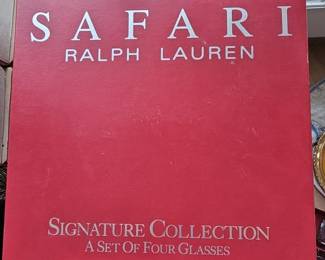 SAFARI
RALPH LAUREN
SIGNATURE COLLECTION
A SET OF FOUR GLASSES